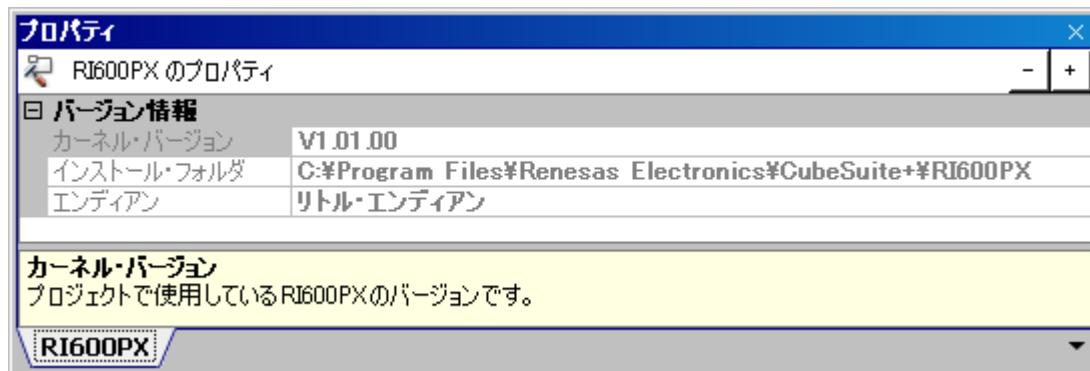 プロパティ
RI600PX のプロパティ
バージョン情報
カーネル・バージョン V1.01.00
インストール・フォルダ C:¥Program Files¥Renesas Electronics¥CubeSuite+¥RI600PX
エンディアン リトル・エンディアン
カーネル・バージョン
プロジェクトで使用しているRI600PXのバージョンです。
RI600PX